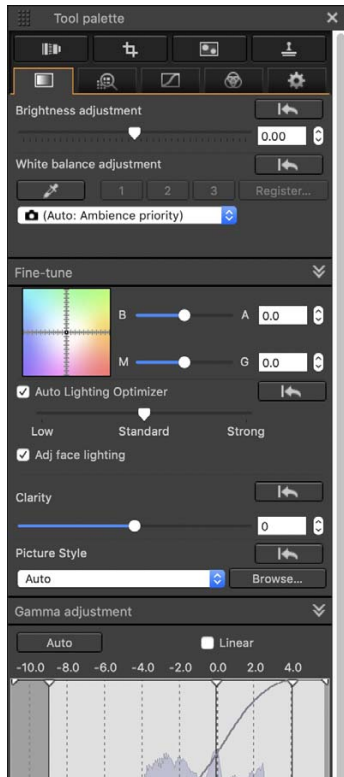 Tool palette
Brightness adjustment
0.00
White balance adjustment
1 2 3 Register...
(Auto: Ambience priority)
Fine-tune
B A 0.0
M G 0.0
Auto Lighting Optimizer
Low Standard Strong
Adj face lighting
Clarity
0
Picture Style
Auto Browse...
Gamma adjustment
Auto Linear
-10.0 -8.0 -6.0 -4.0 -2.0 0.0 2.0 4.0